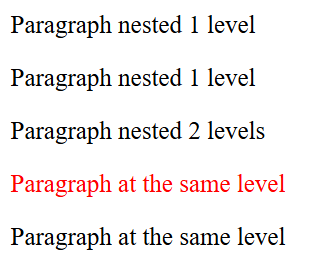 Paragraph nested 1 level
Paragraph nested 1 level
Paragraph nested 2 levels
Paragraph at the same level
Paragraph at the same level